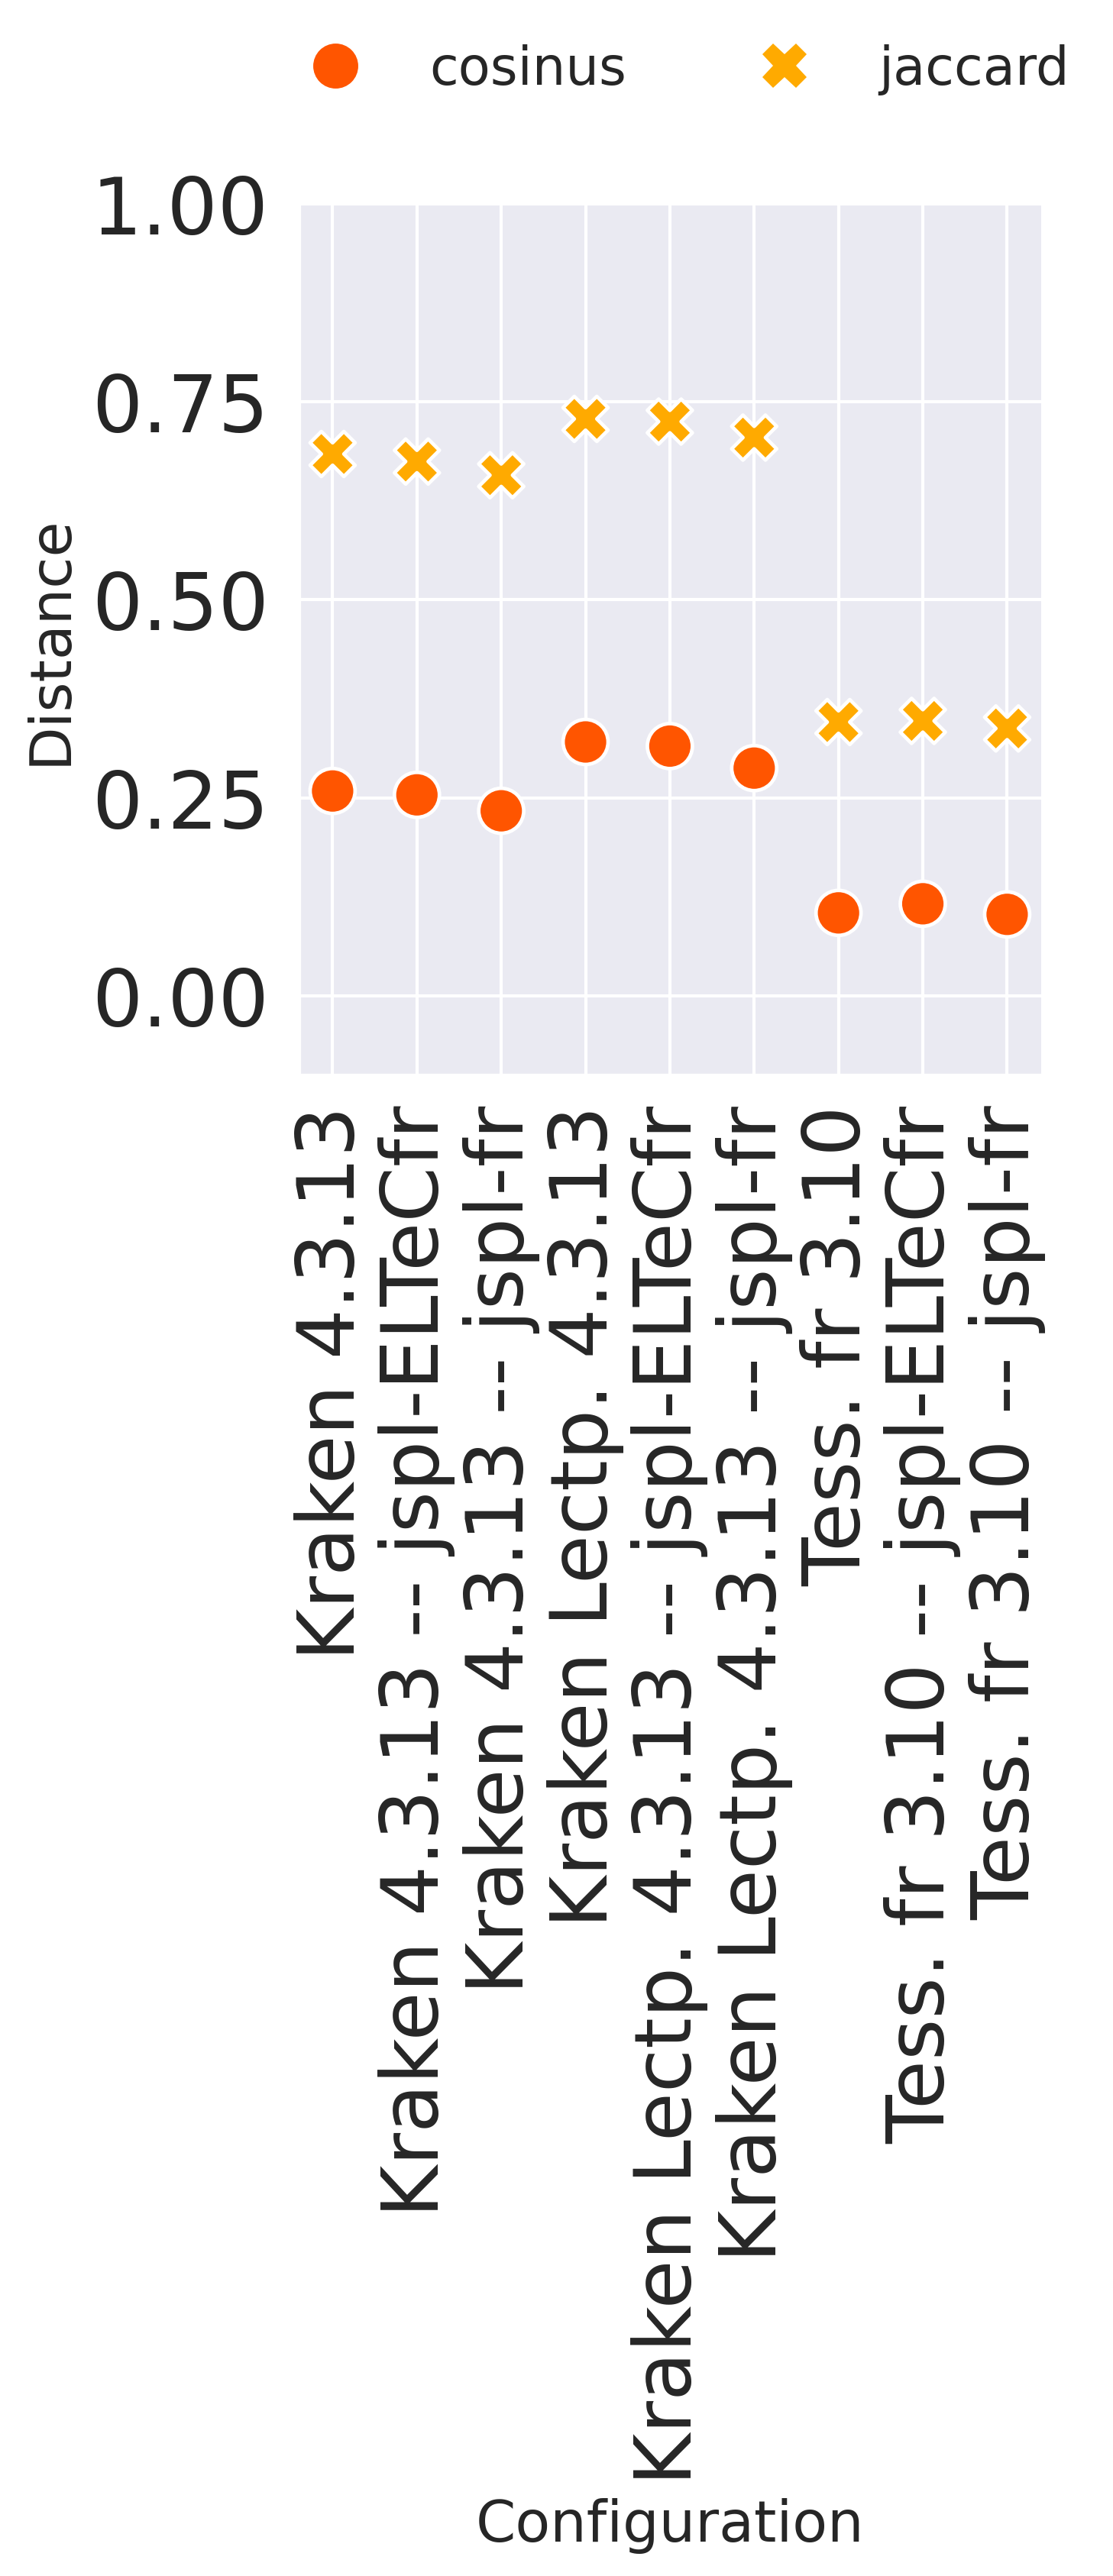 cosinus
jaccard
1.00
0.75
0.50
0.25
0.00
Distance
Kraken 4.3.13
Kraken 4.3.13 -- jspl-ELTeCfr
Kraken 4.3.13 -- jspl-fr
Kraken Lectp. 4.3.13
Kraken Lectp. 4.3.13 -- jspl-ELTeCfr
Kraken Lectp. 4.3.13 -- jspl-fr
Tess. fr 3.10
Tess. fr 3.10 -- jspl-ELTeCfr
Tess. fr 3.10 -- jspl-fr
Configuration